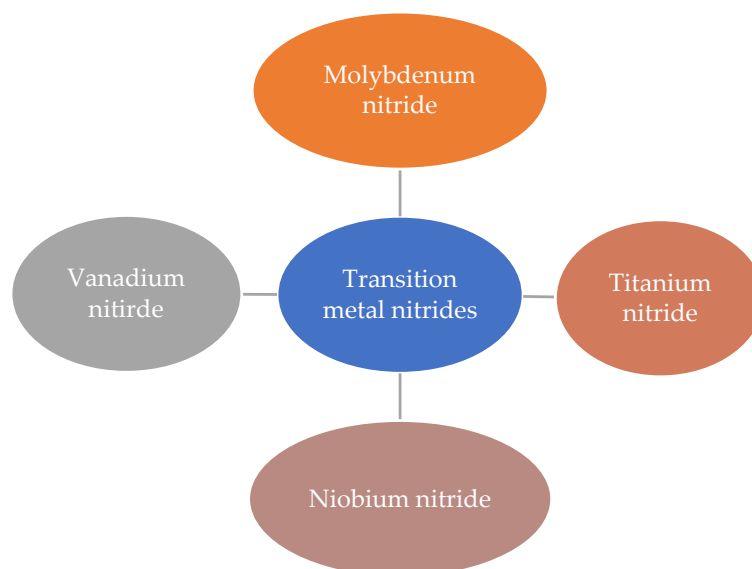 Molybdenum
nitride
Vanadium
nitirde
Transition
metal nitrides
Titanium
nitride
Niobium nitride